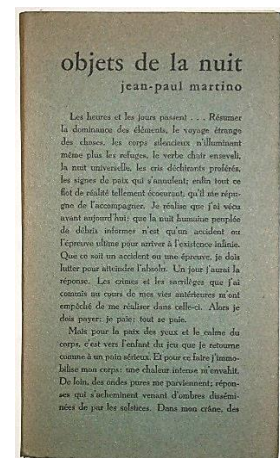 objets de la nuit
jean-paul martino
Les heures et les jours passent . . . Résumer
la dominance des éléments, le voyage étrange
des choses, les corps silencieux n'illuminant
même plus les refuges, le verbe chair enseveli,
la nuit universelle, les cris déchirants proférés,
les signes de paix qui s'annulent; enfin tout ce
flot de réalité tellement écoeurant, qu'il me répu-
gne de l'accompagner. Je réalise que j'ai vécu
avant aujourd'hui; que la nuit humaine peuplée
de débris informes n'est qu'un accident ou
l'épreuve ultime pour arriver à l'existence infinie.
Que ce soit un accident ou une épreuve, je dois
lutter pour atteindre l'absolu. Un jour j'aurai la
réponse. Les crimes et les sacrilèges que j'ai
commis au cours de mes vies antérieures m'ont
empêché de me réaliser dans celle-ci. Alors je
dois payer; je paie; tout se paie.
Mais pour la paix des yeux et le calme du
corps, c'est vers l'enfant du jeu que je retourne
comme à un pain sérieux. Et pour ce faire j'immo-
bilise mon corps: une chaleur intense m'envahit.
De loin, des ondes pures me parviennent; répon-
ses qui s'acheminent venant d'ombres dissémi-
nées de par les solstices. Dans mon crâne, des